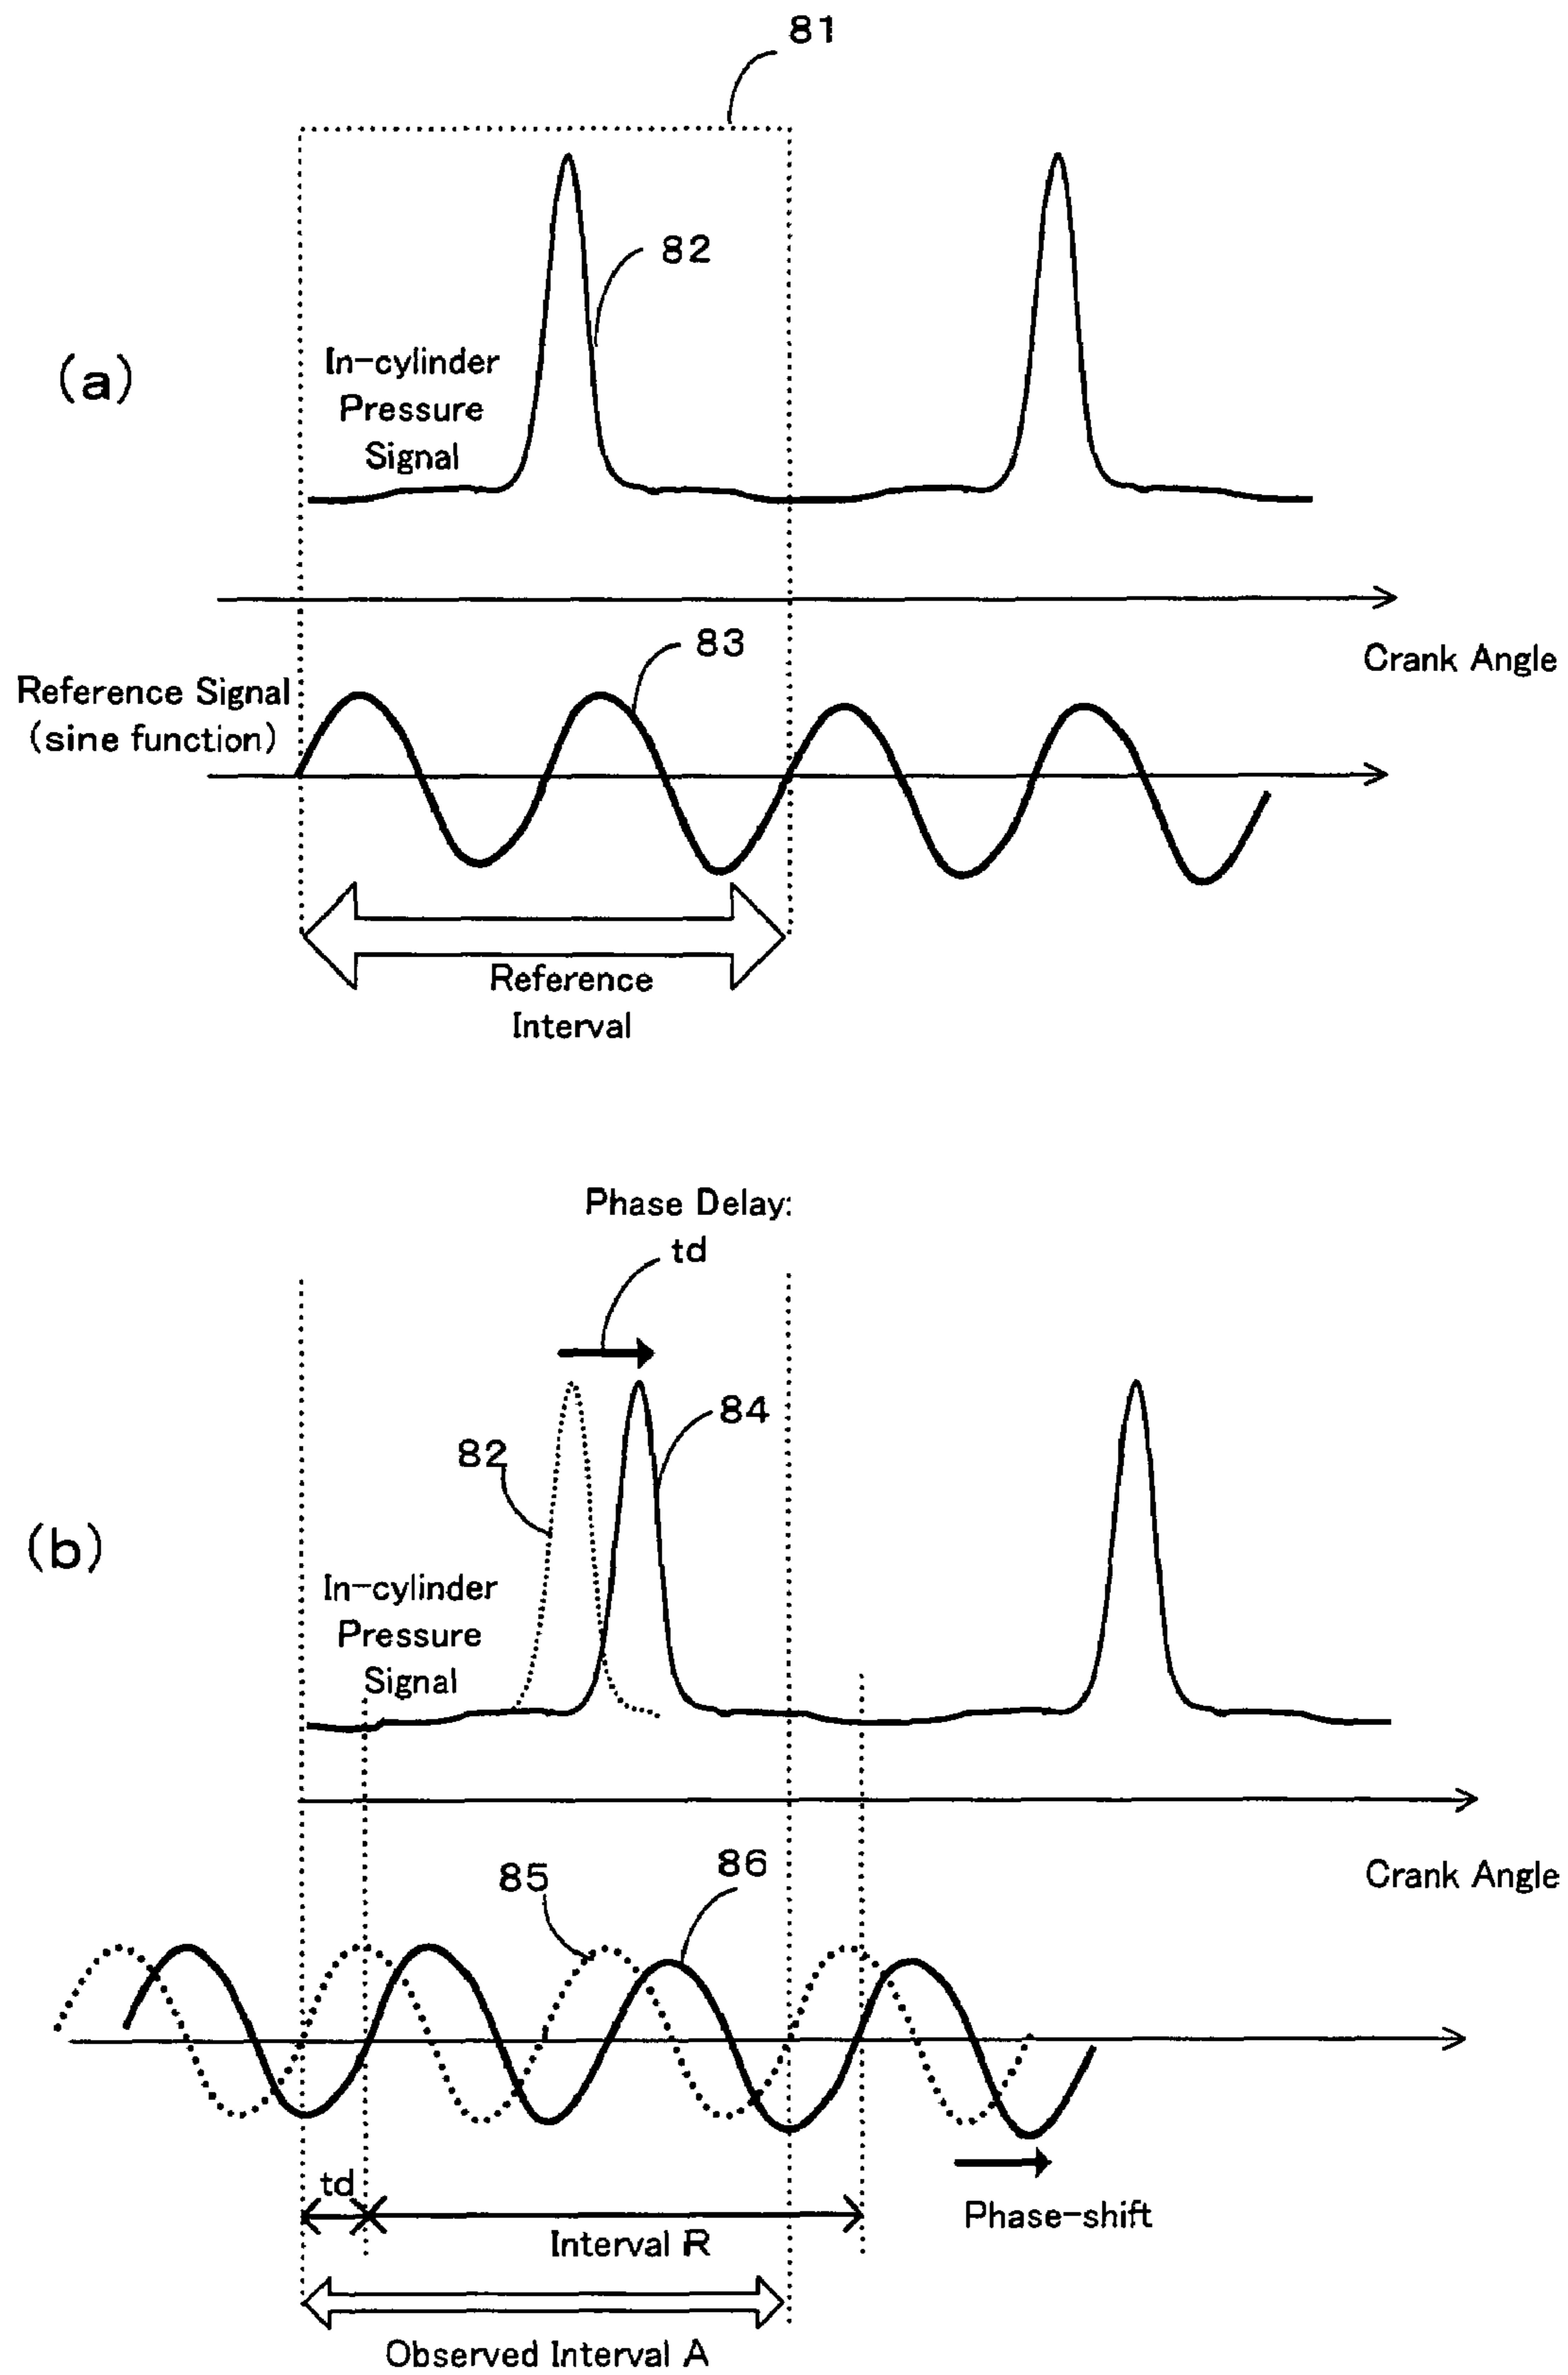 81
82
(a)
In-cylinder
Pressure
Signal
83
Crank Angle
Reference Signal
(sine function)
Reference
Interval
Phase Delay:
td
84
82
(b)
In-cylinder
Pressure
Signal
85
86
Crank Angle
td
Interval R
Phase-shift
Observed Interval A